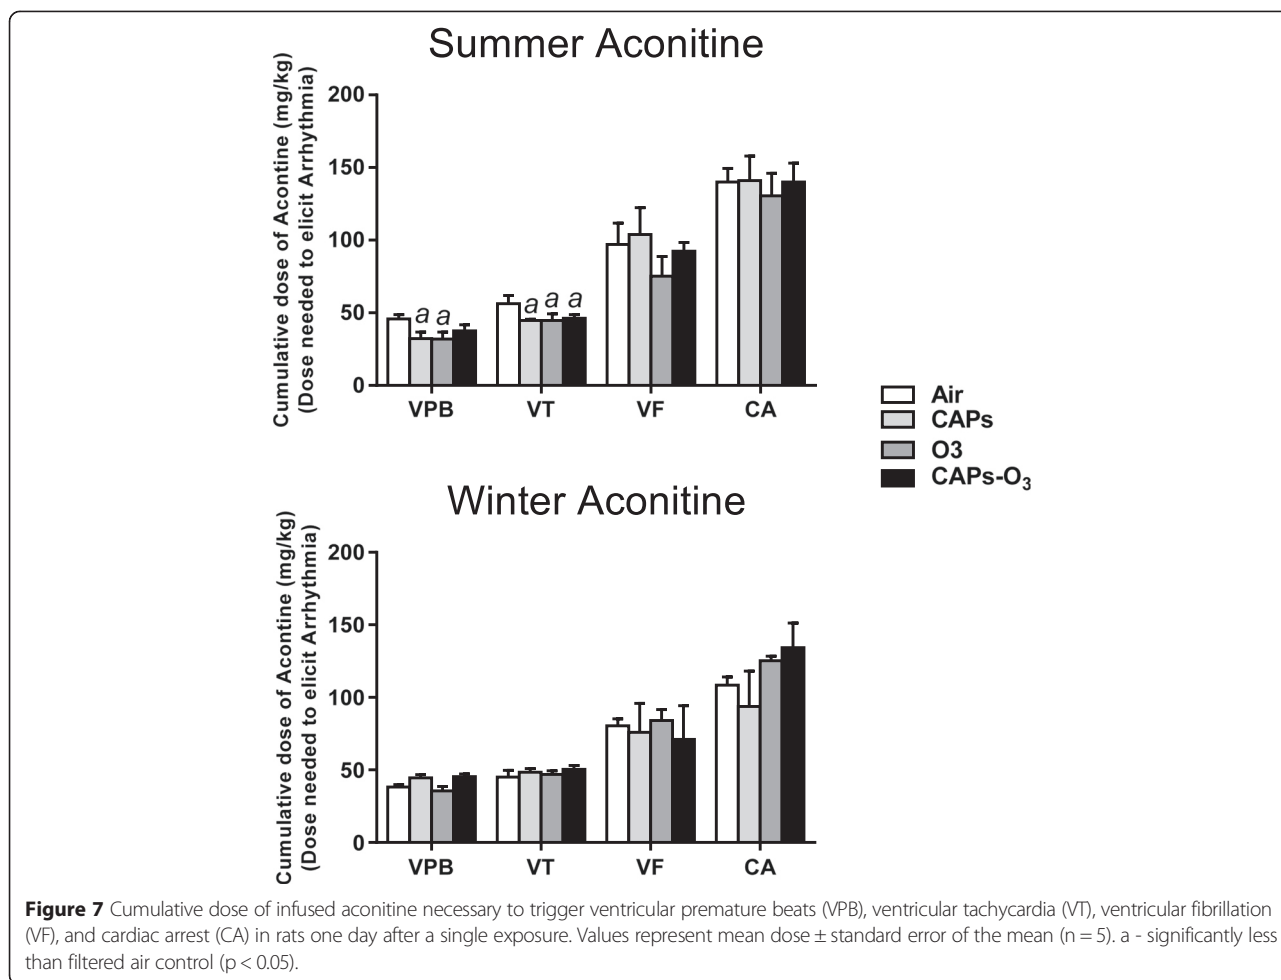 Summer Aconitine
Cumulative dose of Acontine (mg/kg)
(Dose needed to elicit Arrhythmia)
200
150
100
50
0
a a
a a a
VPB VT VF CA
Air
CAPs
O3
CAPs-O₃
Winter Aconitine
Cumulative dose of Acontine (mg/kg)
(Dose needed to elicit Arrhythmia)
200
150
100
50
0
VPB VT VF CA
Figure 7 Cumulative dose of infused aconitine necessary to trigger ventricular premature beats (VPB), ventricular tachycardia (VT), ventricular fibrillation
(VF), and cardiac arrest (CA) in rats one day after a single exposure. Values represent mean dose ± standard error of the mean (n = 5). a - significantly less
than filtered air control (p < 0.05).